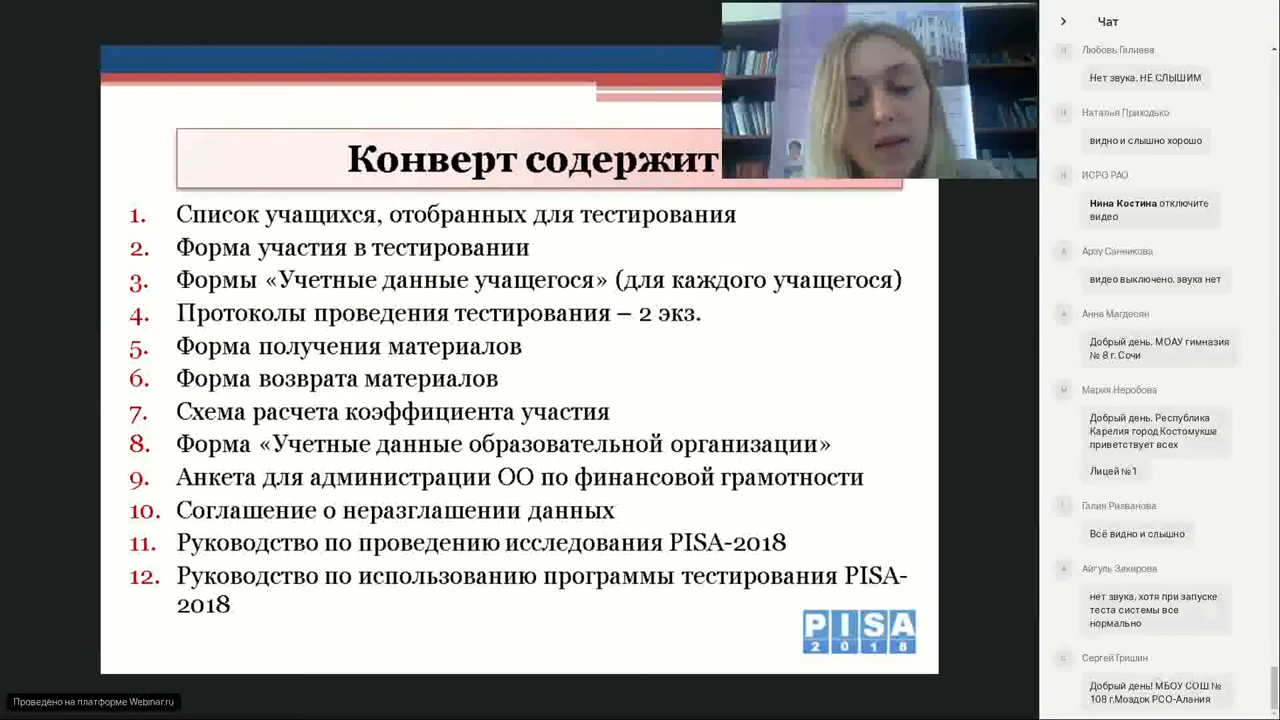 Конверт содержит
1. Список учащихся, отобранных для тестирования
2. Форма участия в тестировании
3. Формы «Учетные данные учащегося» (для каждого учащегося)
4. Протоколы проведения тестирования – 2 экз.
5. Форма получения материалов
6. Форма возврата материалов
7. Схема расчета коэффициента участия
8. Форма «Учетные данные образовательной организации»
9. Анкета для администрации ОО по финансовой грамотности
10. Соглашение о неразглашении данных
11. Руководство по проведению исследования PISA-2018
12. Руководство по использованию программы тестирования PISA-
2018
PISA
2018
Проведено на платформе Webinar.ru
Чат
Любовь Галиева
Нет звука. НЕ СЛЫШИМ
Наталья Приходько
видно и слышно хорошо
ИСРО РАО
Нина Костина отключите
видео
Арзу Санникова
видео выключено. звука нет
Анна Магдесян
Добрый день. МОАУ гимназия
№ 8 г. Сочи
Мария Неробова
Добрый день. Республика
Карелия город Костомукша
приветствует всех
Лицей №1
Галия Ризванова
Всё видно и слышно
Айгуль Закирова
нет звука, хотя при запуске
теста системы все
нормально
Сергей Гришин
Добрый день! МБОУ СОШ №
108 г.Моздок РСО-Алания